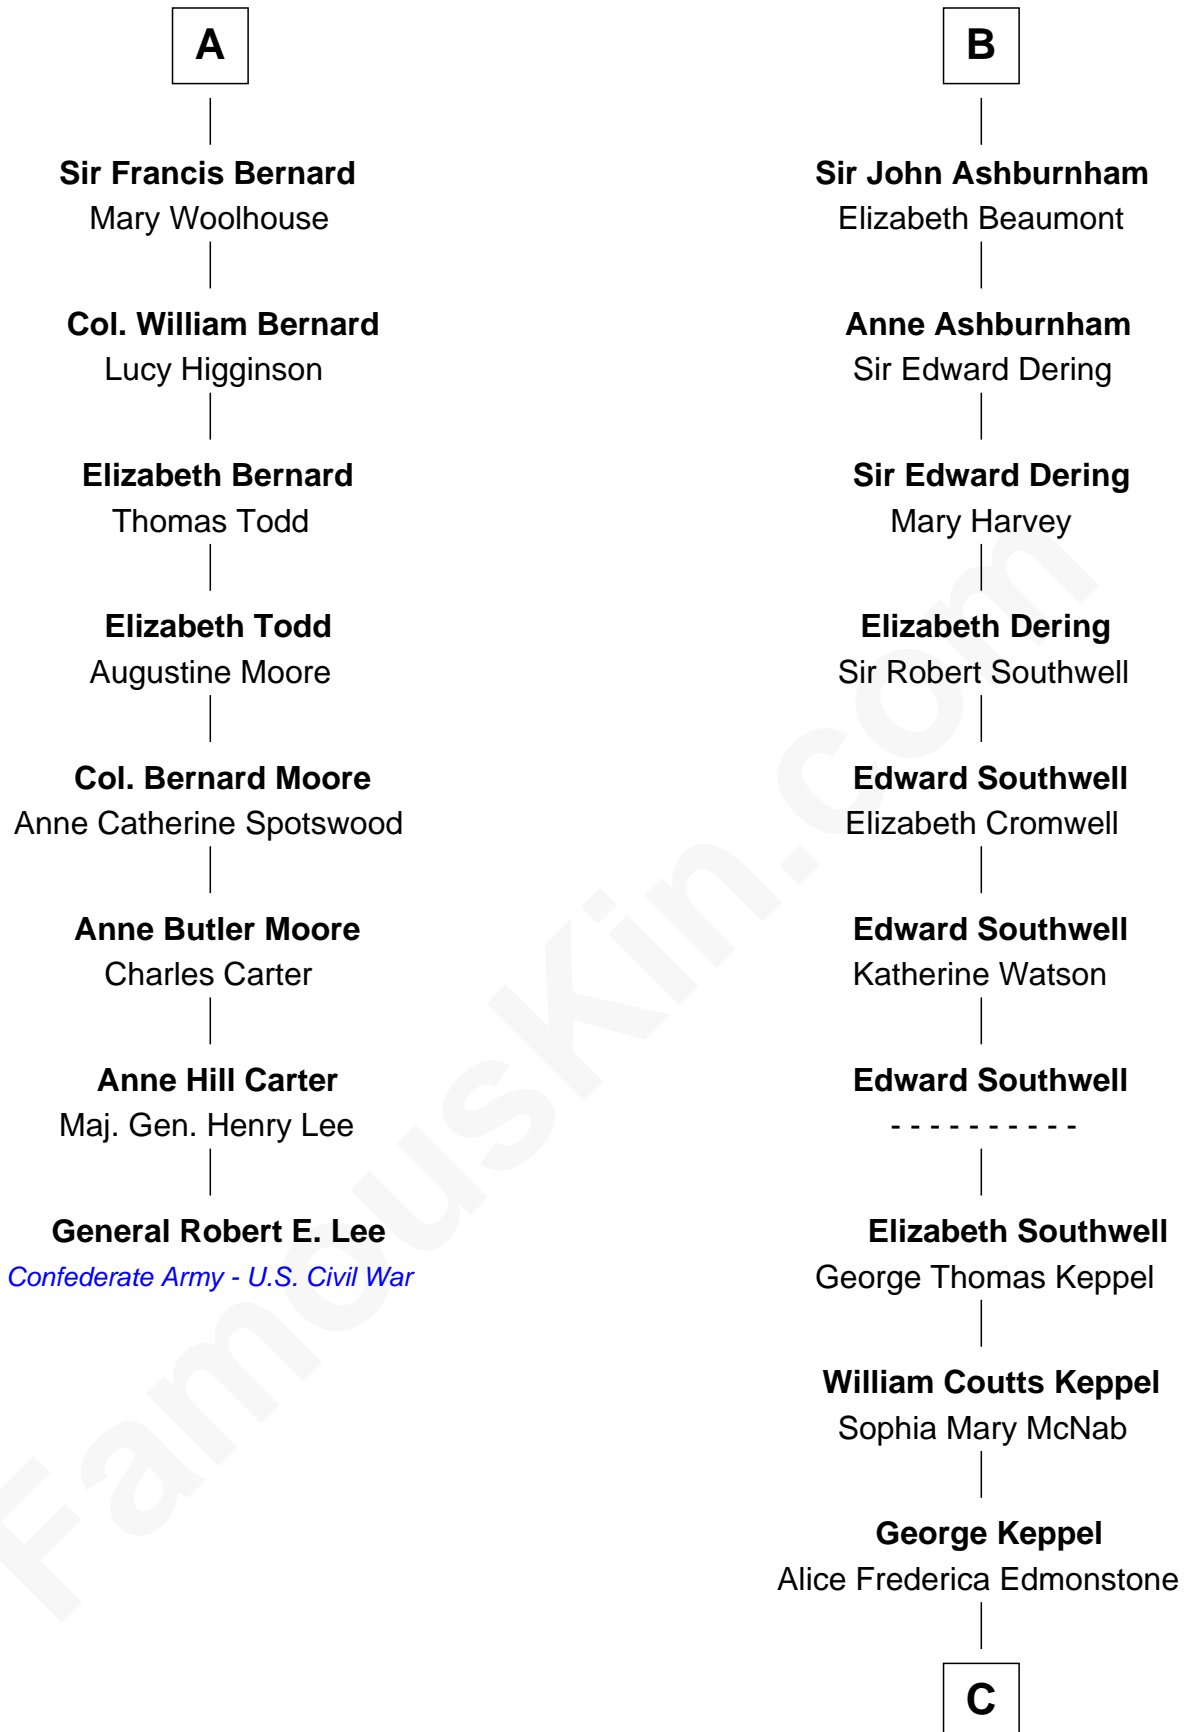 A
Sir Francis Bernard
Mary Woolhouse
Col. William Bernard
Lucy Higginson
Elizabeth Bernard
Thomas Todd
Elizabeth Todd
Augustine Moore
Col. Bernard Moore
Anne Catherine Spotswood
Anne Butler Moore
Charles Carter
Anne Hill Carter
Maj. Gen. Henry Lee
General Robert E. Lee
Confederate Army - U.S. Civil War
B
Sir John Ashburnham
Elizabeth Beaumont
Anne Ashburnham
Sir Edward Dering
Sir Edward Dering
Mary Harvey
Elizabeth Dering
Sir Robert Southwell
Edward Southwell
Elizabeth Cromwell
Edward Southwell
Katherine Watson
Edward Southwell
- - - - - - - - - -
Elizabeth Southwell
George Thomas Keppel
William Coutts Keppel
Sophia Mary McNab
George Keppel
Alice Frederica Edmonstone
C
FamousKin.com